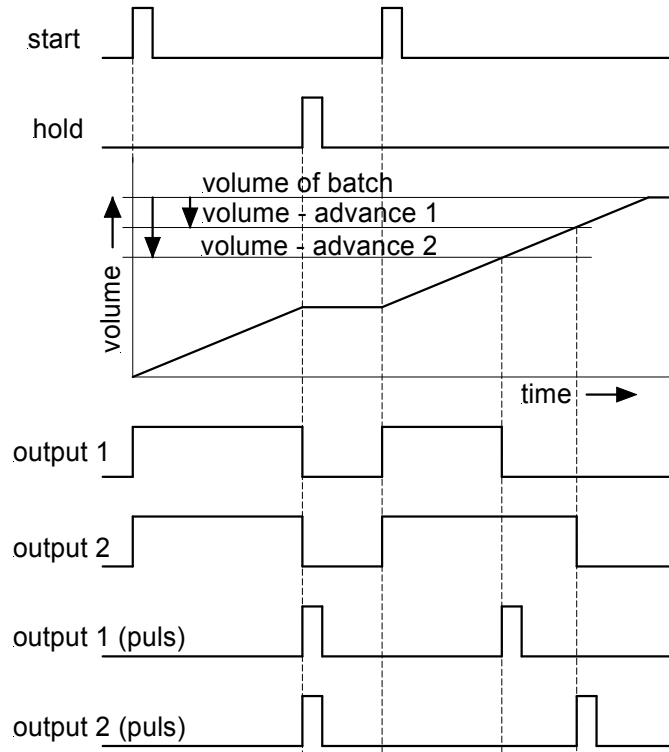 start
hold
volume of batch
volume - advance 1
volume - advance 2
volume
time
output 1
output 2
output 1 (puls)
output 2 (puls)